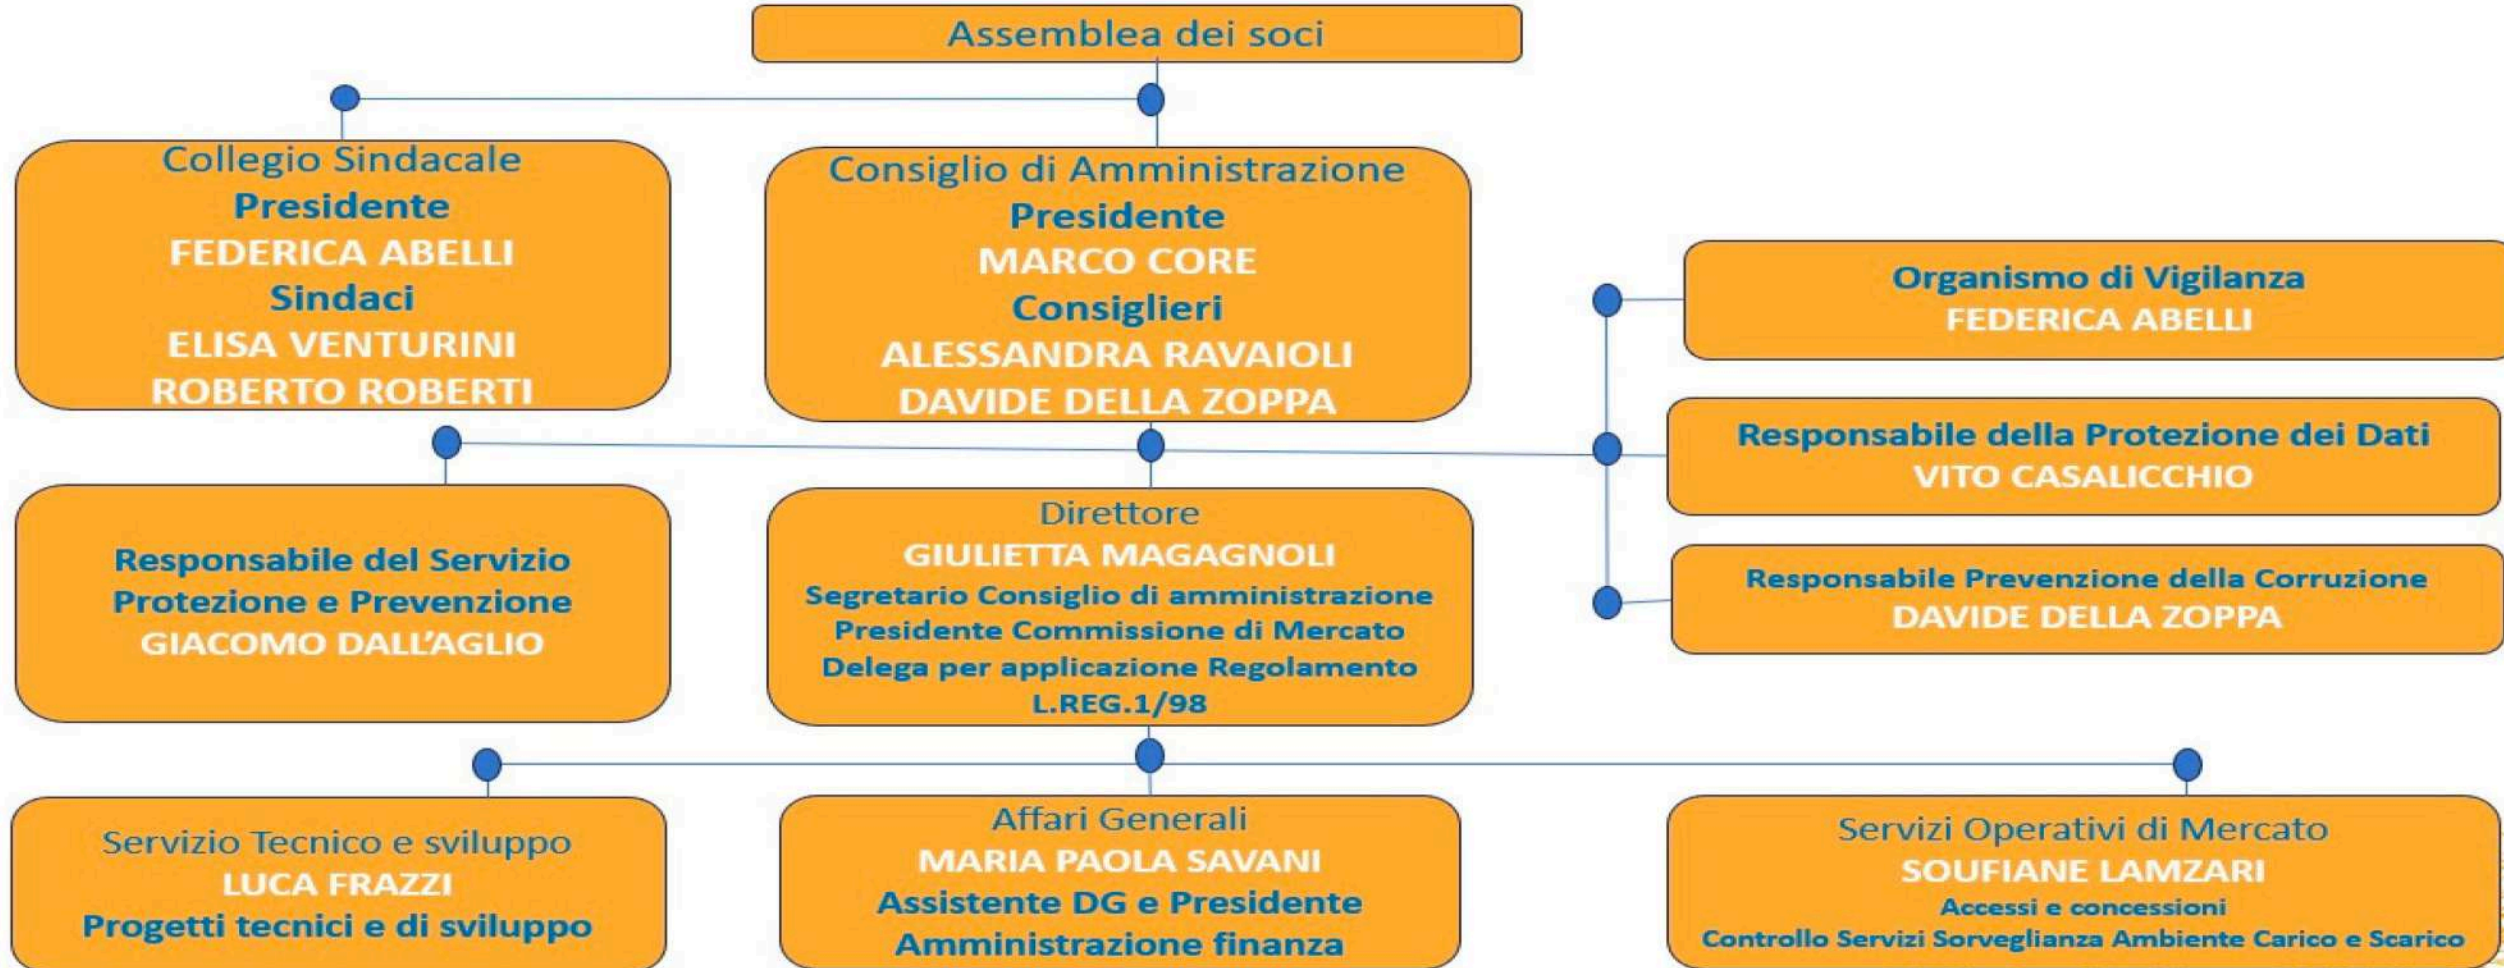 Assemblea dei soci
Collegio Sindacale
Presidente
FEDERICA ABELLI
Sindaci
ELISA VENTURINI
ROBERTO ROBERTI
Consiglio di Amministrazione
Presidente
MARCO CORE
Consiglieri
ALESSANDRA RAVAIOLI
DAVIDE DELLA ZOPPA
Organismo di Vigilanza
FEDERICA ABELLI
Responsabile della Protezione dei Dati
VITO CASALICCHIO
Responsabile Prevenzione della Corruzione
DAVIDE DELLA ZOPPA
Responsabile del Servizio
Protezione e Prevenzione
GIACOMO DALL’AGLIO
Direttore
GIULIETTA MAGAGNOLI
Segretario Consiglio di amministrazione
Presidente Commissione di Mercato
Delega per applicazione Regolamento
L.REG.1/98
Servizio Tecnico e sviluppo
LUCA FRAZZI
Progetti tecnici e di sviluppo
Affari Generali
MARIA PAOLA SAVANI
Assistente DG e Presidente
Amministrazione finanza
Servizi Operativi di Mercato
SOUFIANE LAMZARI
Accessi e concessioni
Controllo Servizi Sorveglianza Ambiente Carico e Scarico